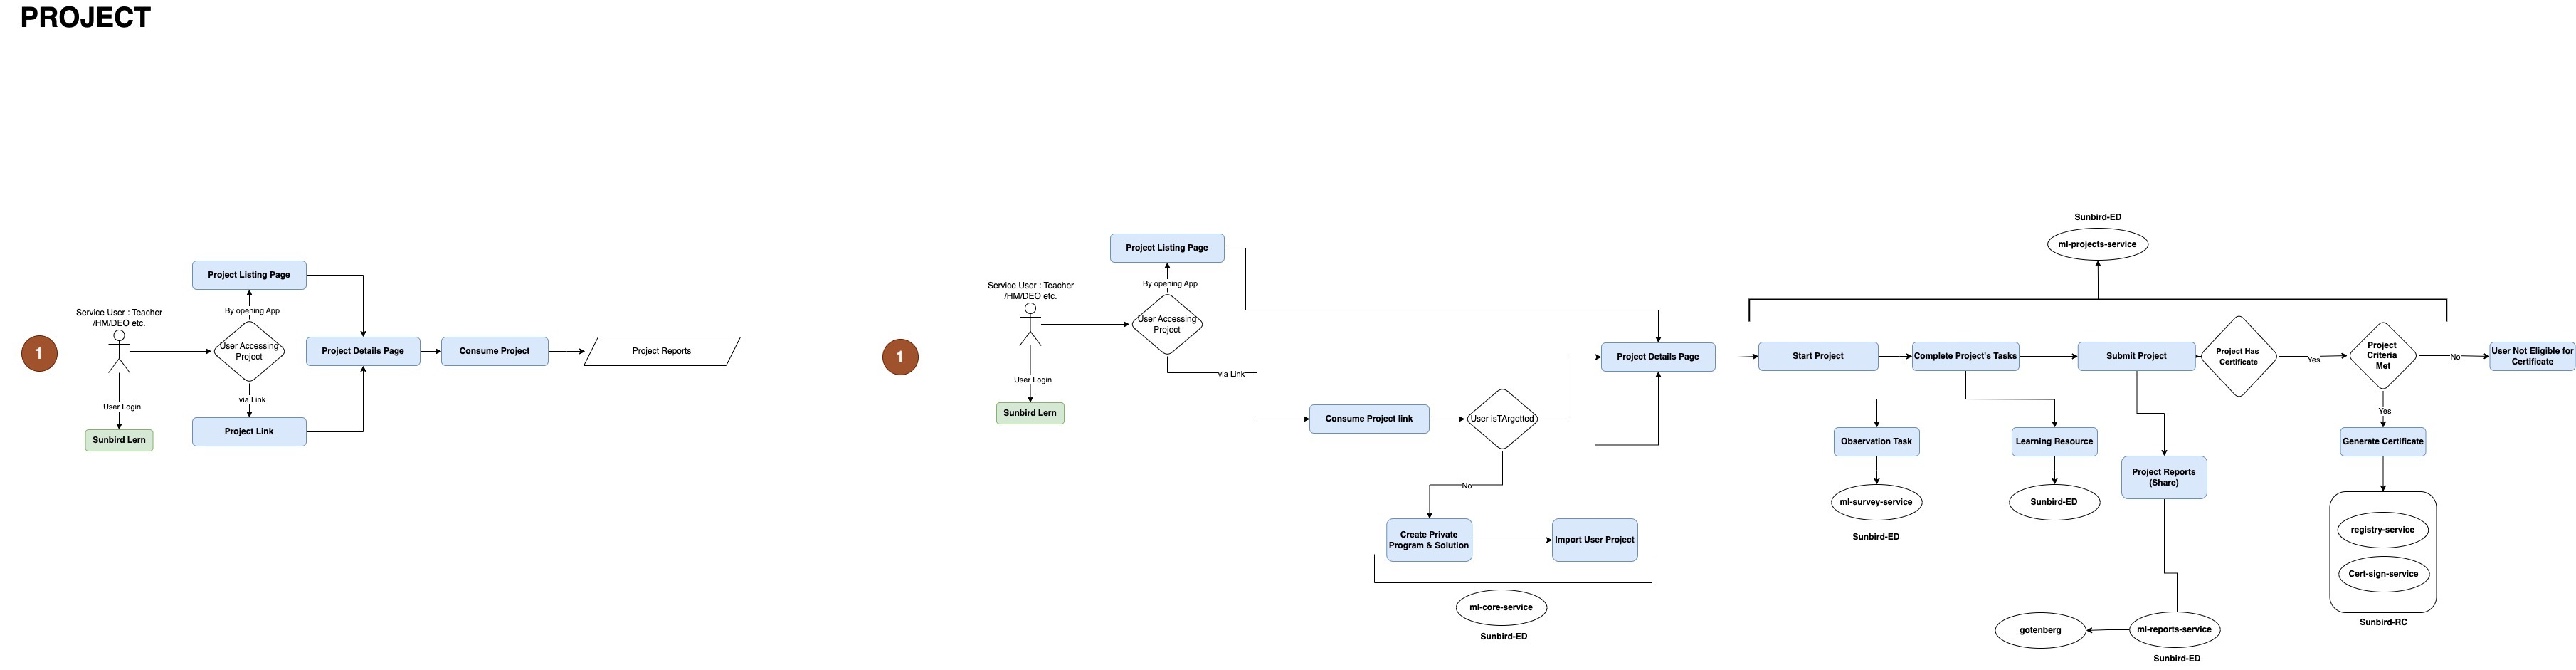 PROJECT
1
Service User : Teacher
/HM/DEO etc.
User Login
Sunbird Lern
Project Listing Page
By opening App
User Accessing
Project
via Link
Project Link
Project Details Page
Consume Project
Project Reports
1
Service User : Teacher
/HM/DEO etc.
User Login
Sunbird Lern
Project Listing Page
By opening App
User Accessing
Project
via Link
Consume Project link
User isTArgetted
No
Create Private
Program & Solution
Import User Project
ml-core-service
Sunbird-ED
Project Details Page
Sunbird-ED
ml-projects-service
Start Project
Complete Project's Tasks
Observation Task
ml-survey-service
Sunbird-ED
Learning Resource
Sunbird-ED
Submit Project
Project Reports
(Share)
ml-reports-service
Sunbird-ED
gotenberg
Project Has
Certificate
Yes
Project
Criteria
Met
No
User Not Eligible for
Certificate
Yes
Generate Certificate
registry-service
Cert-sign-service
Sunbird-RC